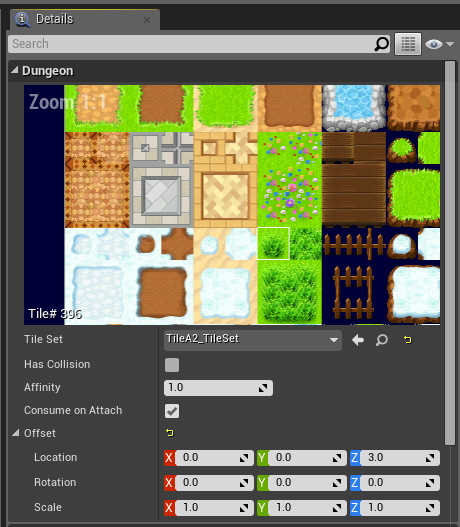 Details
Search
Dungeon
Zoom 1:1
Tile# 396
Tile Set TileA2_TileSet
Has Collision
Affinity 1.0
Consume on Attach
Offset
Location X 0.0 Y 0.0 Z 3.0
Rotation X 0.0 Y 0.0 Z 0.0
Scale X 1.0 Y 1.0 Z 1.0